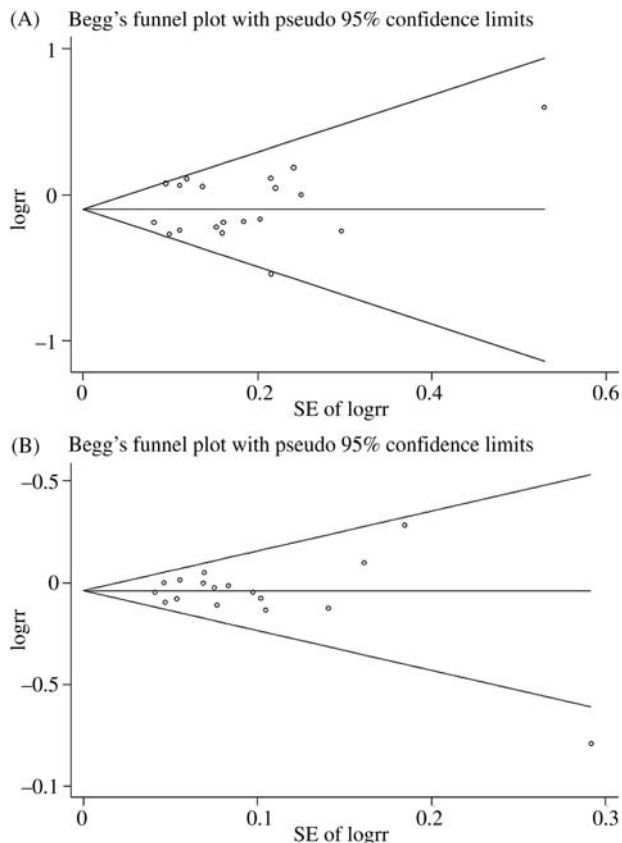 (A) Begg's funnel plot with pseudo 95% confidence limits
1
0
−1
logrr
0 0.2 0.4 0.6
SE of logrr
(B) Begg's funnel plot with pseudo 95% confidence limits
−0.5
0
−0.5
−0.1
logrr
0 0.1 0.2 0.3
SE of logrr